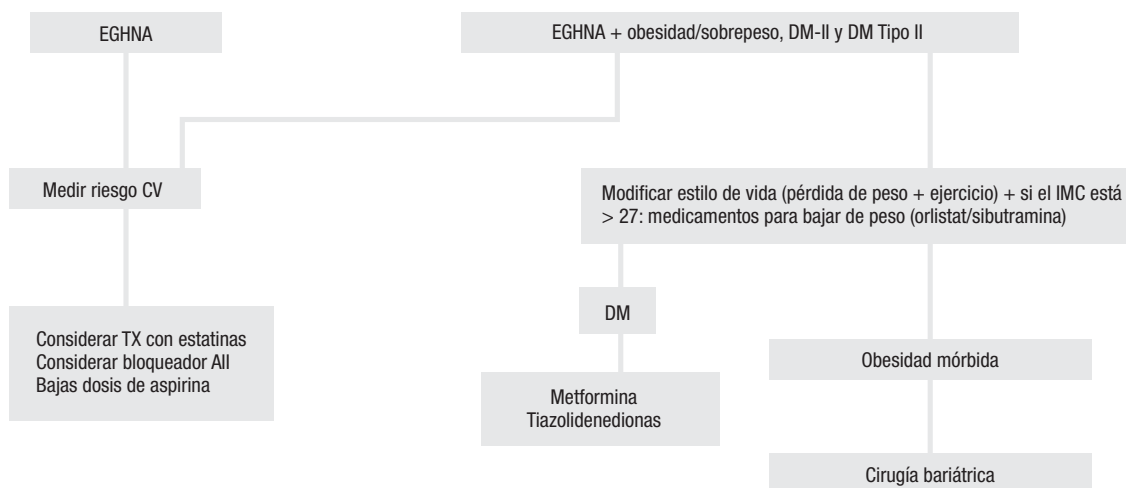 EGHNA
EGHNA + obesidad/sobrepeso, DM-II y DM Tipo II
Medir riesgo CV
Modificar estilo de vida (pérdida de peso + ejercicio) + si el IMC está
> 27: medicamentos para bajar de peso (orlistat/sibutramina)
Considerar TX con estatinas
Considerar bloqueador AII
Bajas dosis de aspirina
DM
Metformina
Tiazolidenedionas
Obesidad mórbida
Cirugía bariátrica